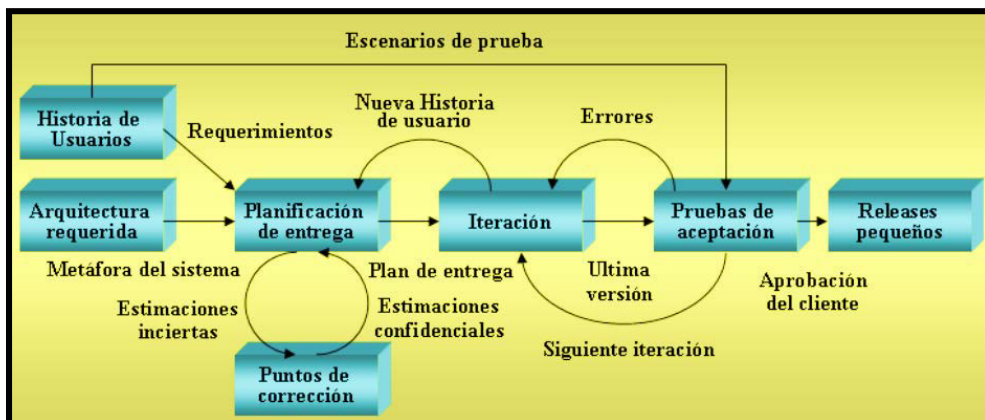 Escenarios de prueba
Historia de
Usuarios
Requerimientos
Nueva Historia
de usuario
Errores
Arquitectura
requerida
Planificación
de entrega
Iteración
Pruebas de
aceptación
Releases
pequeños
Metáfora del sistema
Plan de entrega
Ultima
versión
Aprobación
del cliente
Estimaciones
inciertas
Estimaciones
confidenciales
Siguiente iteración
Puntos de
corrección